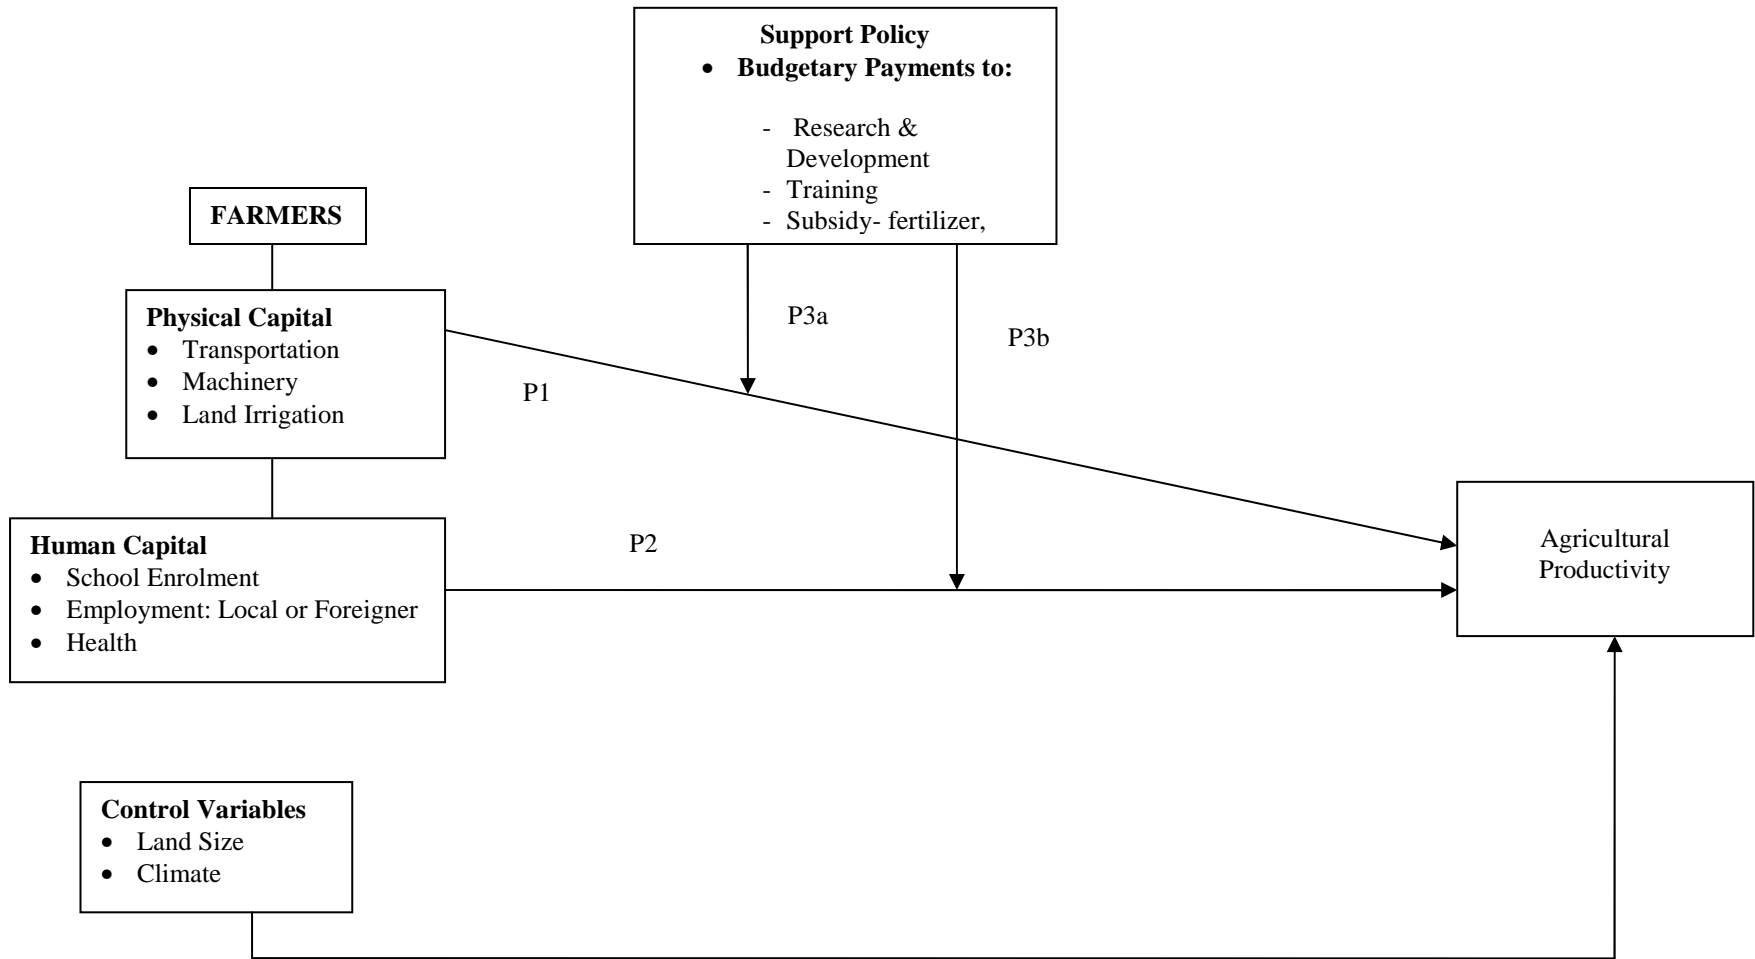 Support Policy
• Budgetary Payments to:
- Research &
Development
- Training
- Subsidy- fertilizer,
FARMERS
Physical Capital
• Transportation
• Machinery
• Land Irrigation
P3a
P3b
P1
Human Capital
• School Enrolment
• Employment: Local or Foreigner
• Health
P2
Agricultural
Productivity
Control Variables
• Land Size
• Climate